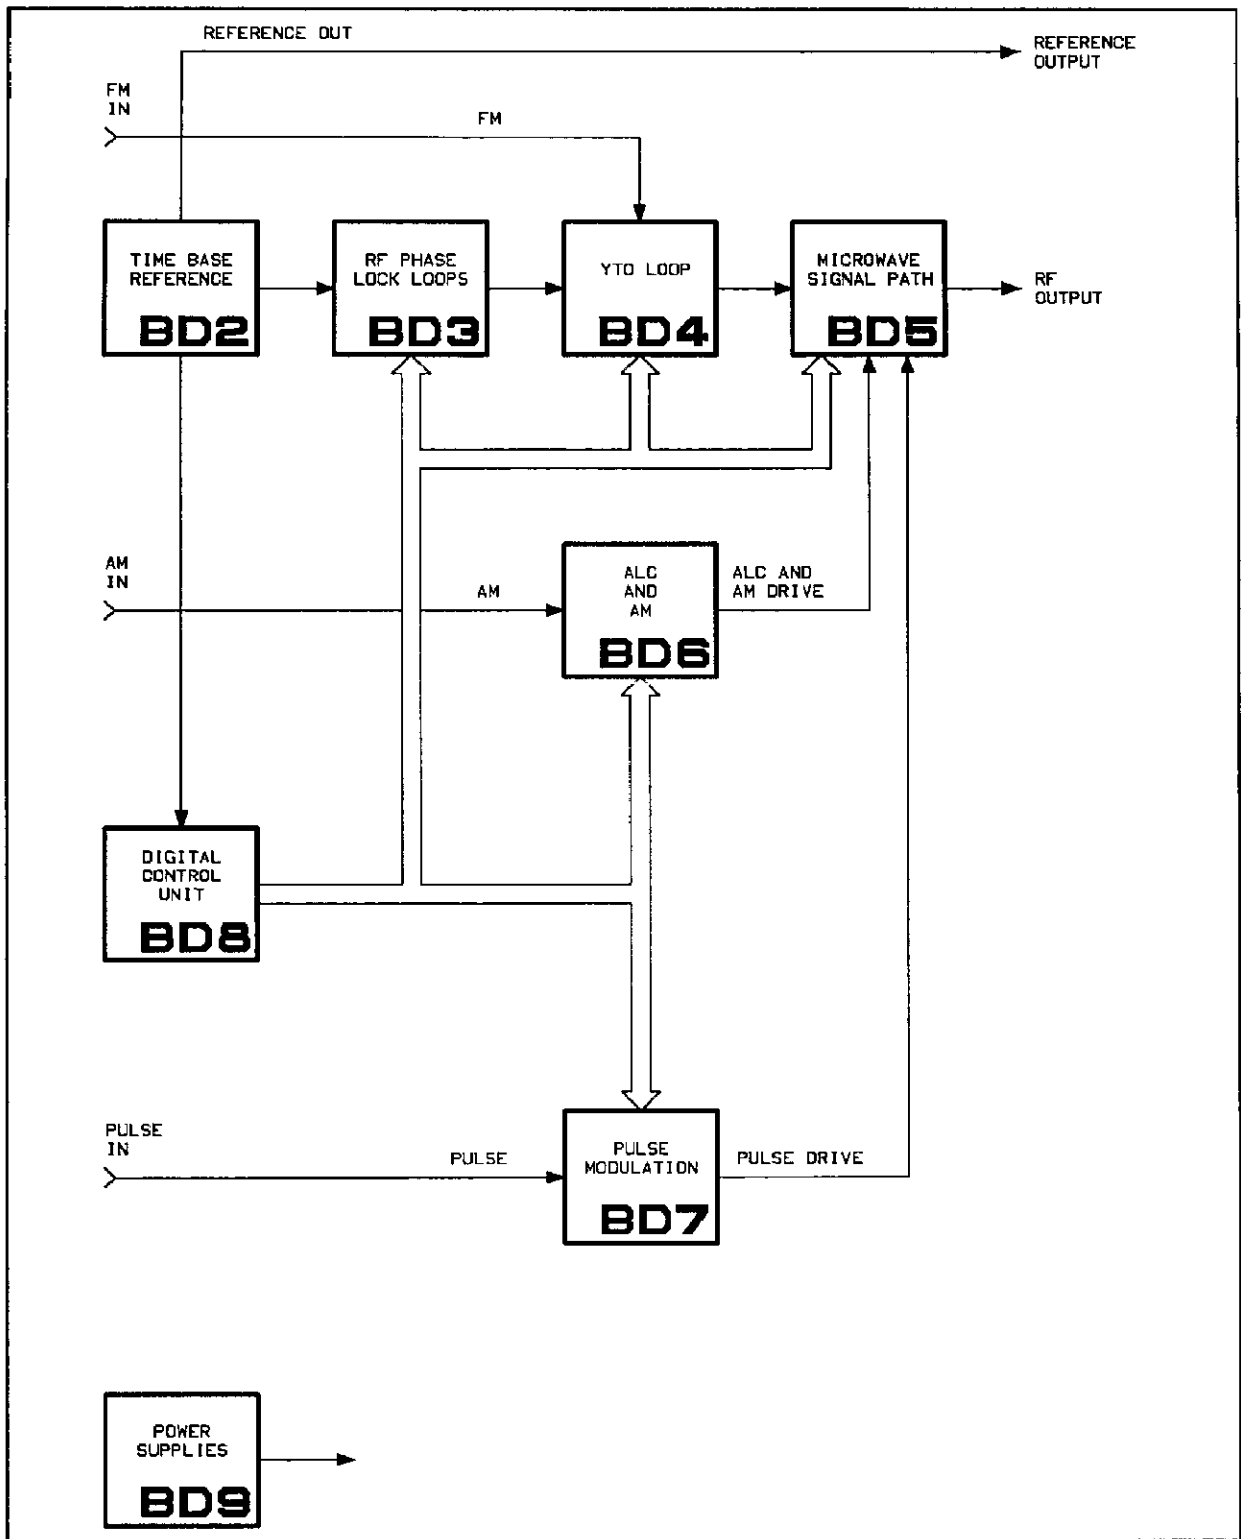 REFERENCE OUT
REFERENCE
OUTPUT
FM
IN
FM
TIME BASE
REFERENCE
BD2
RF PHASE
LOCK LOOPS
BD3
YTO LOOP
BD4
MICROWAVE
SIGNAL PATH
BD5
RF
OUTPUT
AM
IN
AM
ALC
AND
AM
BD6
ALC AND
AM DRIVE
DIGITAL
CONTROL
UNIT
BD8
PULSE
IN
PULSE
PULSE
MODULATION
BD7
PULSE DRIVE
POWER
SUPPLIES
BD9